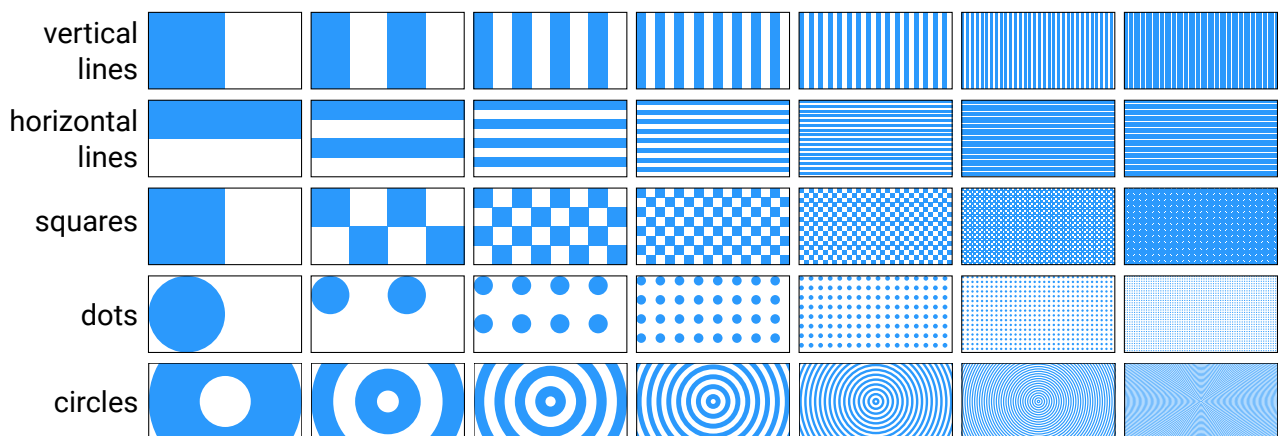 vertical
lines
horizontal
lines
squares
dots
circles